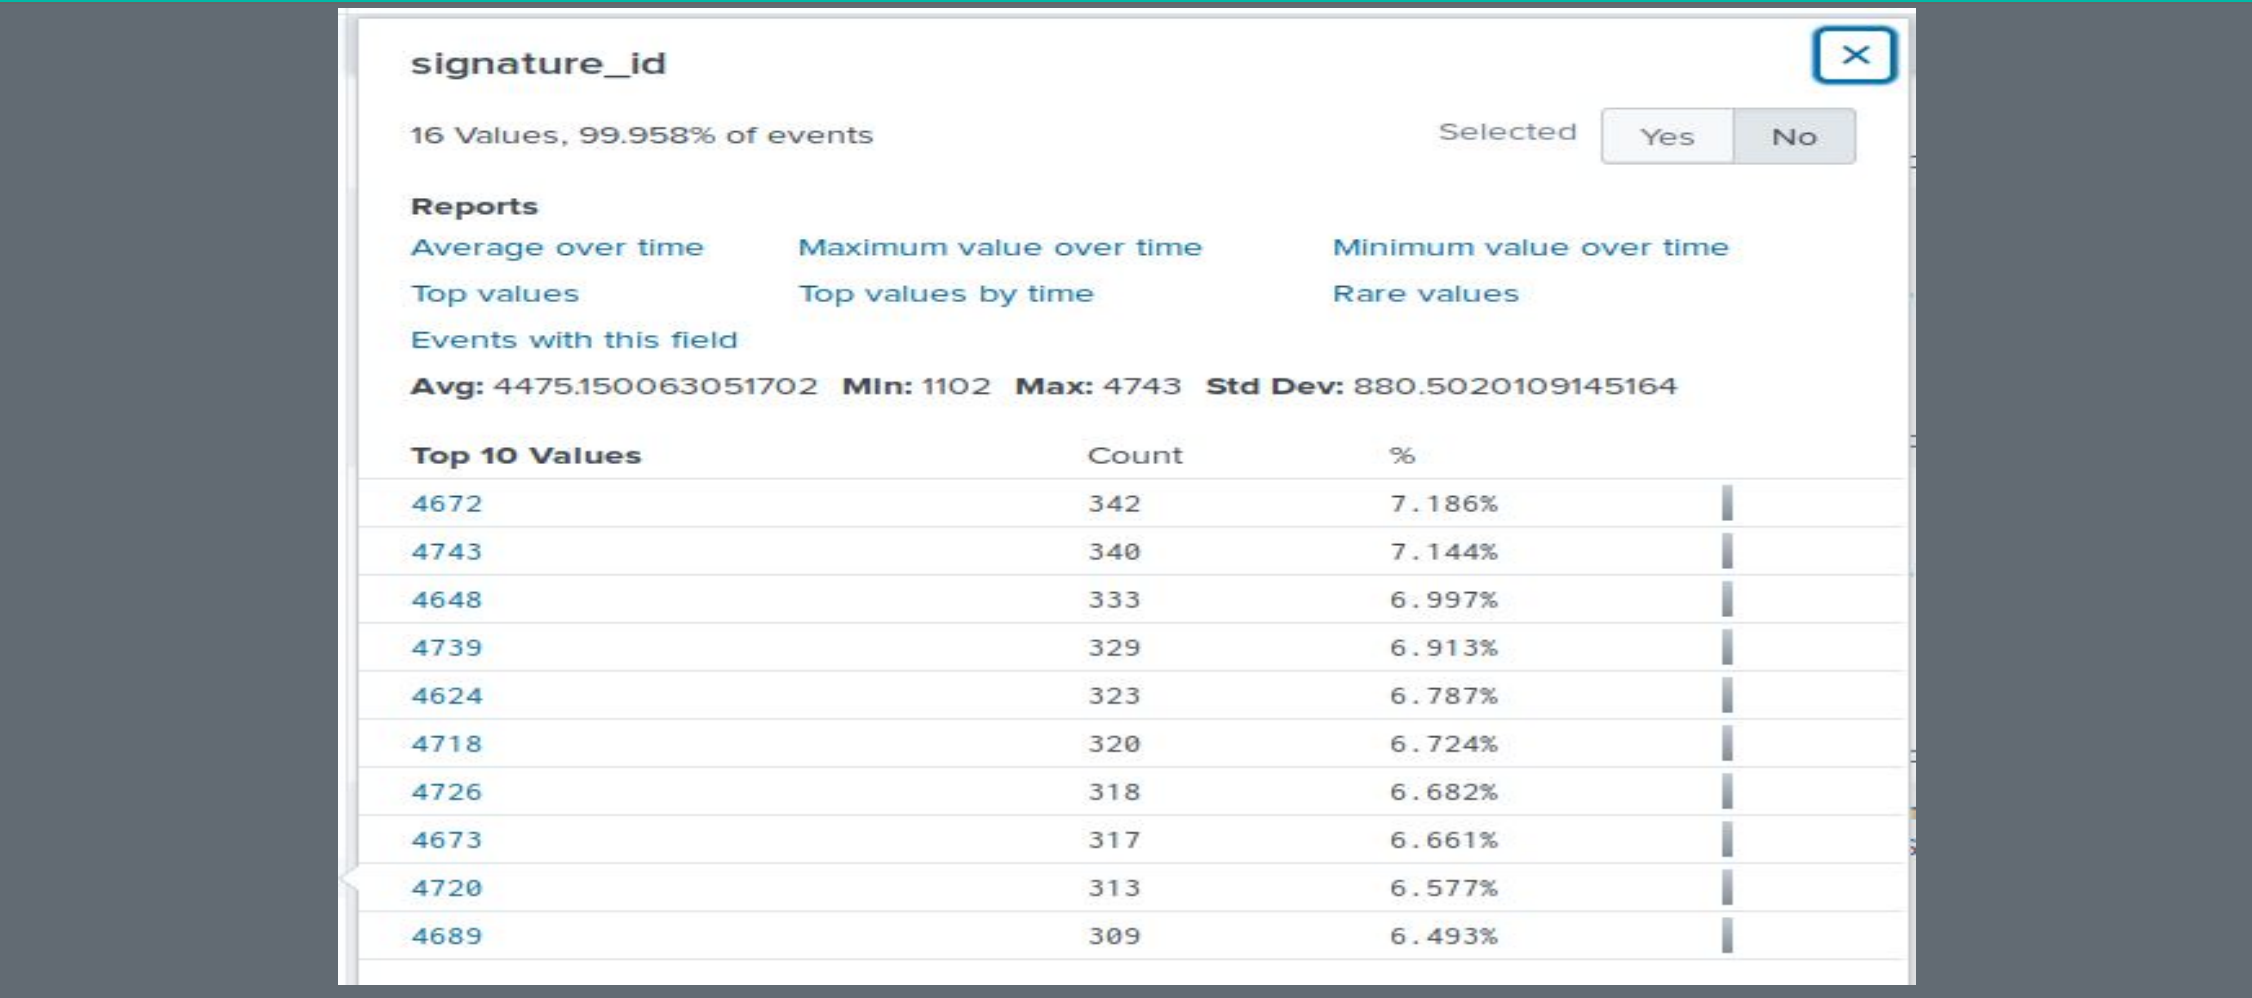 signature_id
16 Values, 99.958% of events
Selected Yes No
Reports
Average over time Maximum value over time Minimum value over time
Top values Top values by time Rare values
Events with this field
Avg: 4475.150063051702 Min: 1102 Max: 4743 Std Dev: 880.5020109145164
Top 10 Values Count %
4672 342 7.186%
4743 340 7.144%
4648 333 6.997%
4739 329 6.913%
4624 323 6.787%
4718 320 6.724%
4726 318 6.682%
4673 317 6.661%
4720 313 6.577%
4689 309 6.493%